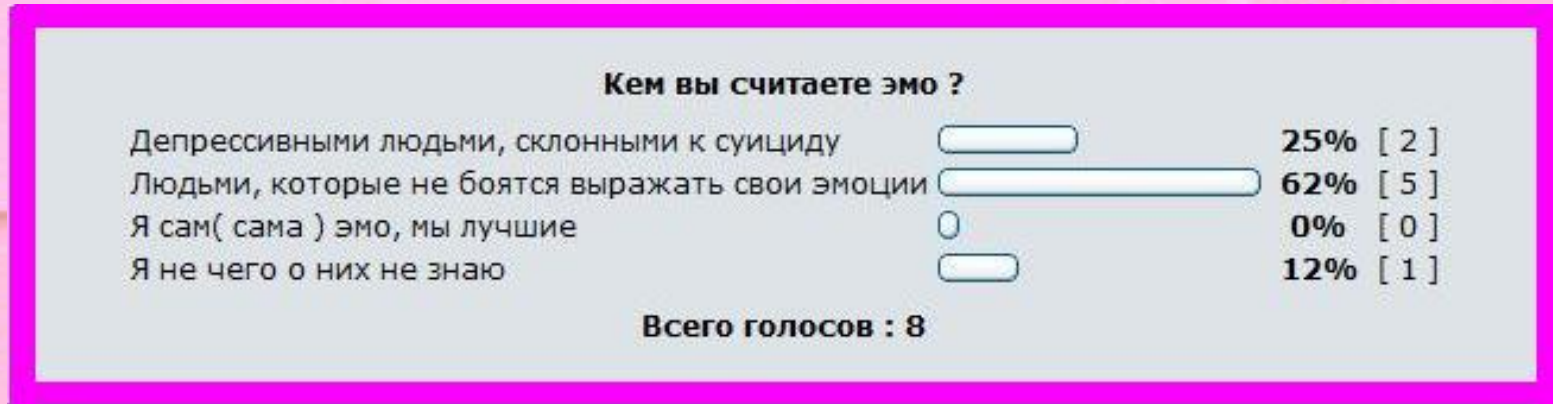 Кем вы считаете эмо ?
Депрессивными людьми, склонными к суициду 25% [ 2 ]
Людьми, которые не боятся выражать свои эмоции 62% [ 5 ]
Я сам( сама ) эмо, мы лучшие 0% [ 0 ]
Я не чего о них не знаю 12% [ 1 ]
Всего голосов : 8